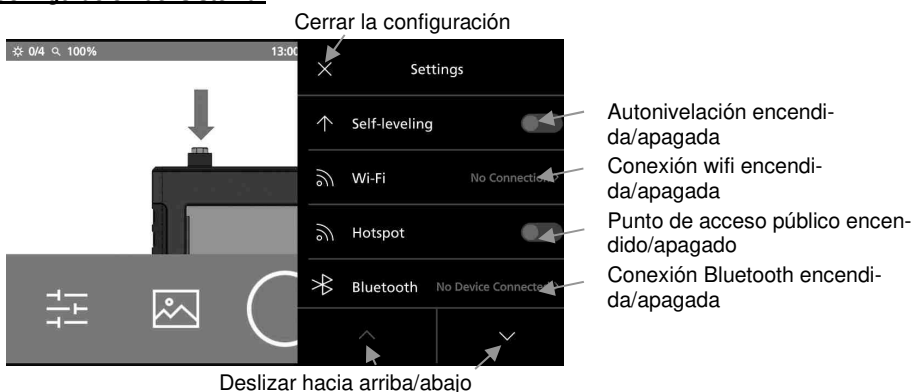 Cerrar la configuración
0/4 100% 13:00
Settings
Self-leveling
Autonivelación encendi-
da/apagada
Wi-Fi No Connection
Conexión wifi encendi-
da/apagada
Hotspot
Punto de acceso público encen-
dido/apagado
Bluetooth No Device Connected
Conexión Bluetooth encendi-
da/apagada
Deslizar hacia arriba/abajo